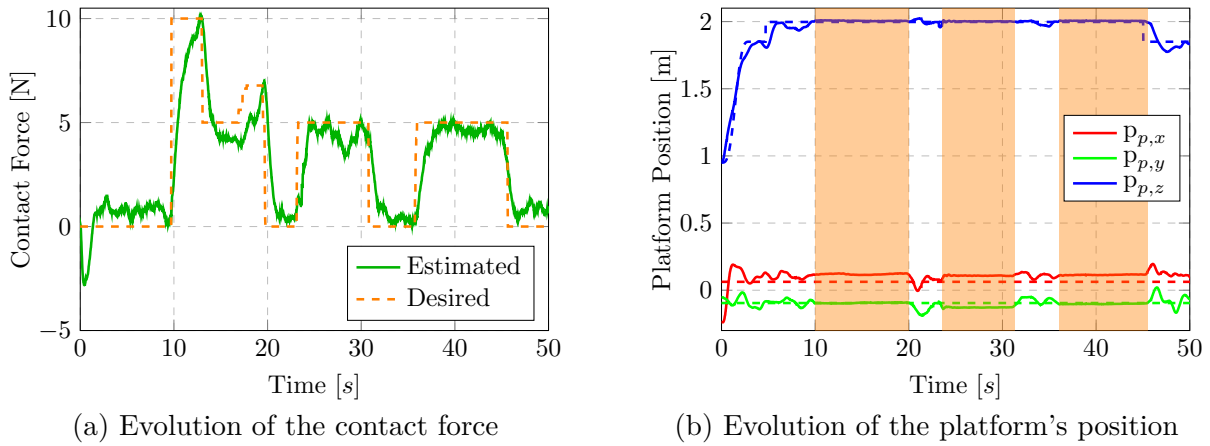 10
5
0
−5
0
10
20
30
40
50
Contact Force [N]
Time [s]
Estimated
Desired
(a) Evolution of the contact force
2
1.5
1
0.5
0
0
10
20
30
40
50
Platform Position [m]
Time [s]
p_{p,x}
p_{p,y}
p_{p,z}
(b) Evolution of the platform's position